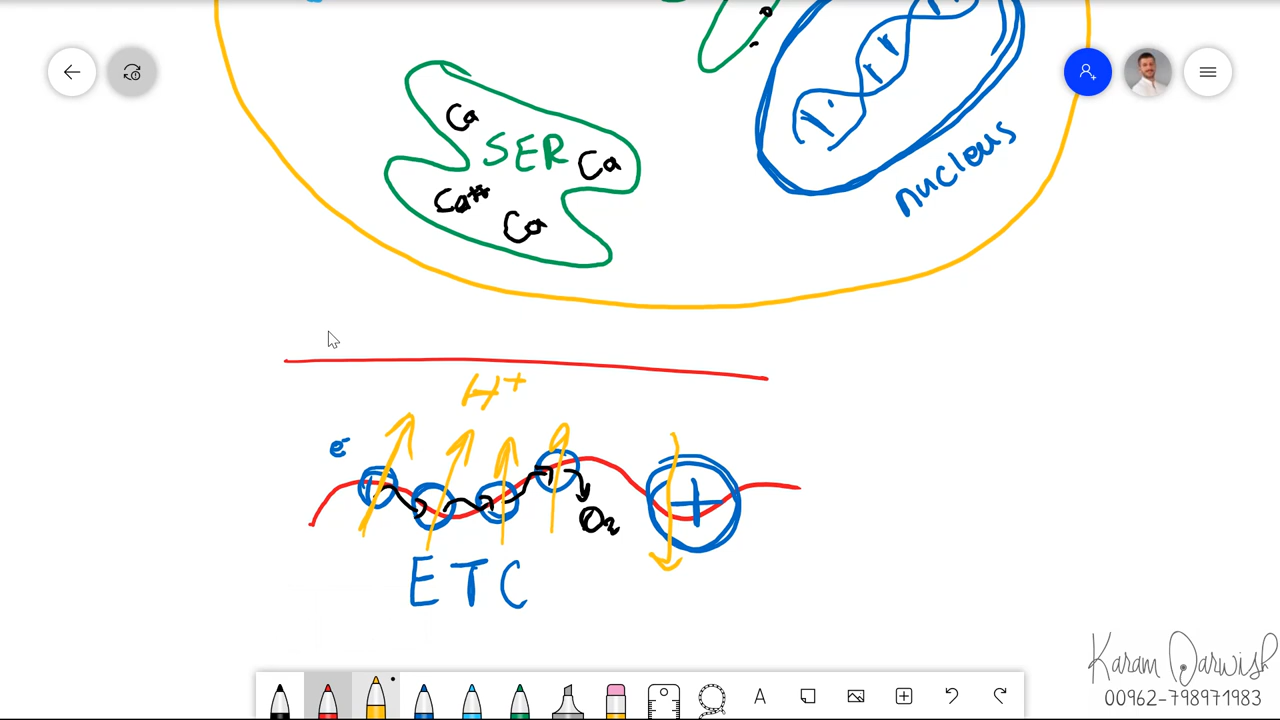 Ca
SER
Ca
Ca++
Ca
nucleus
H+
e-
O2
ETC
A
Karam Darwish
00962-798971983